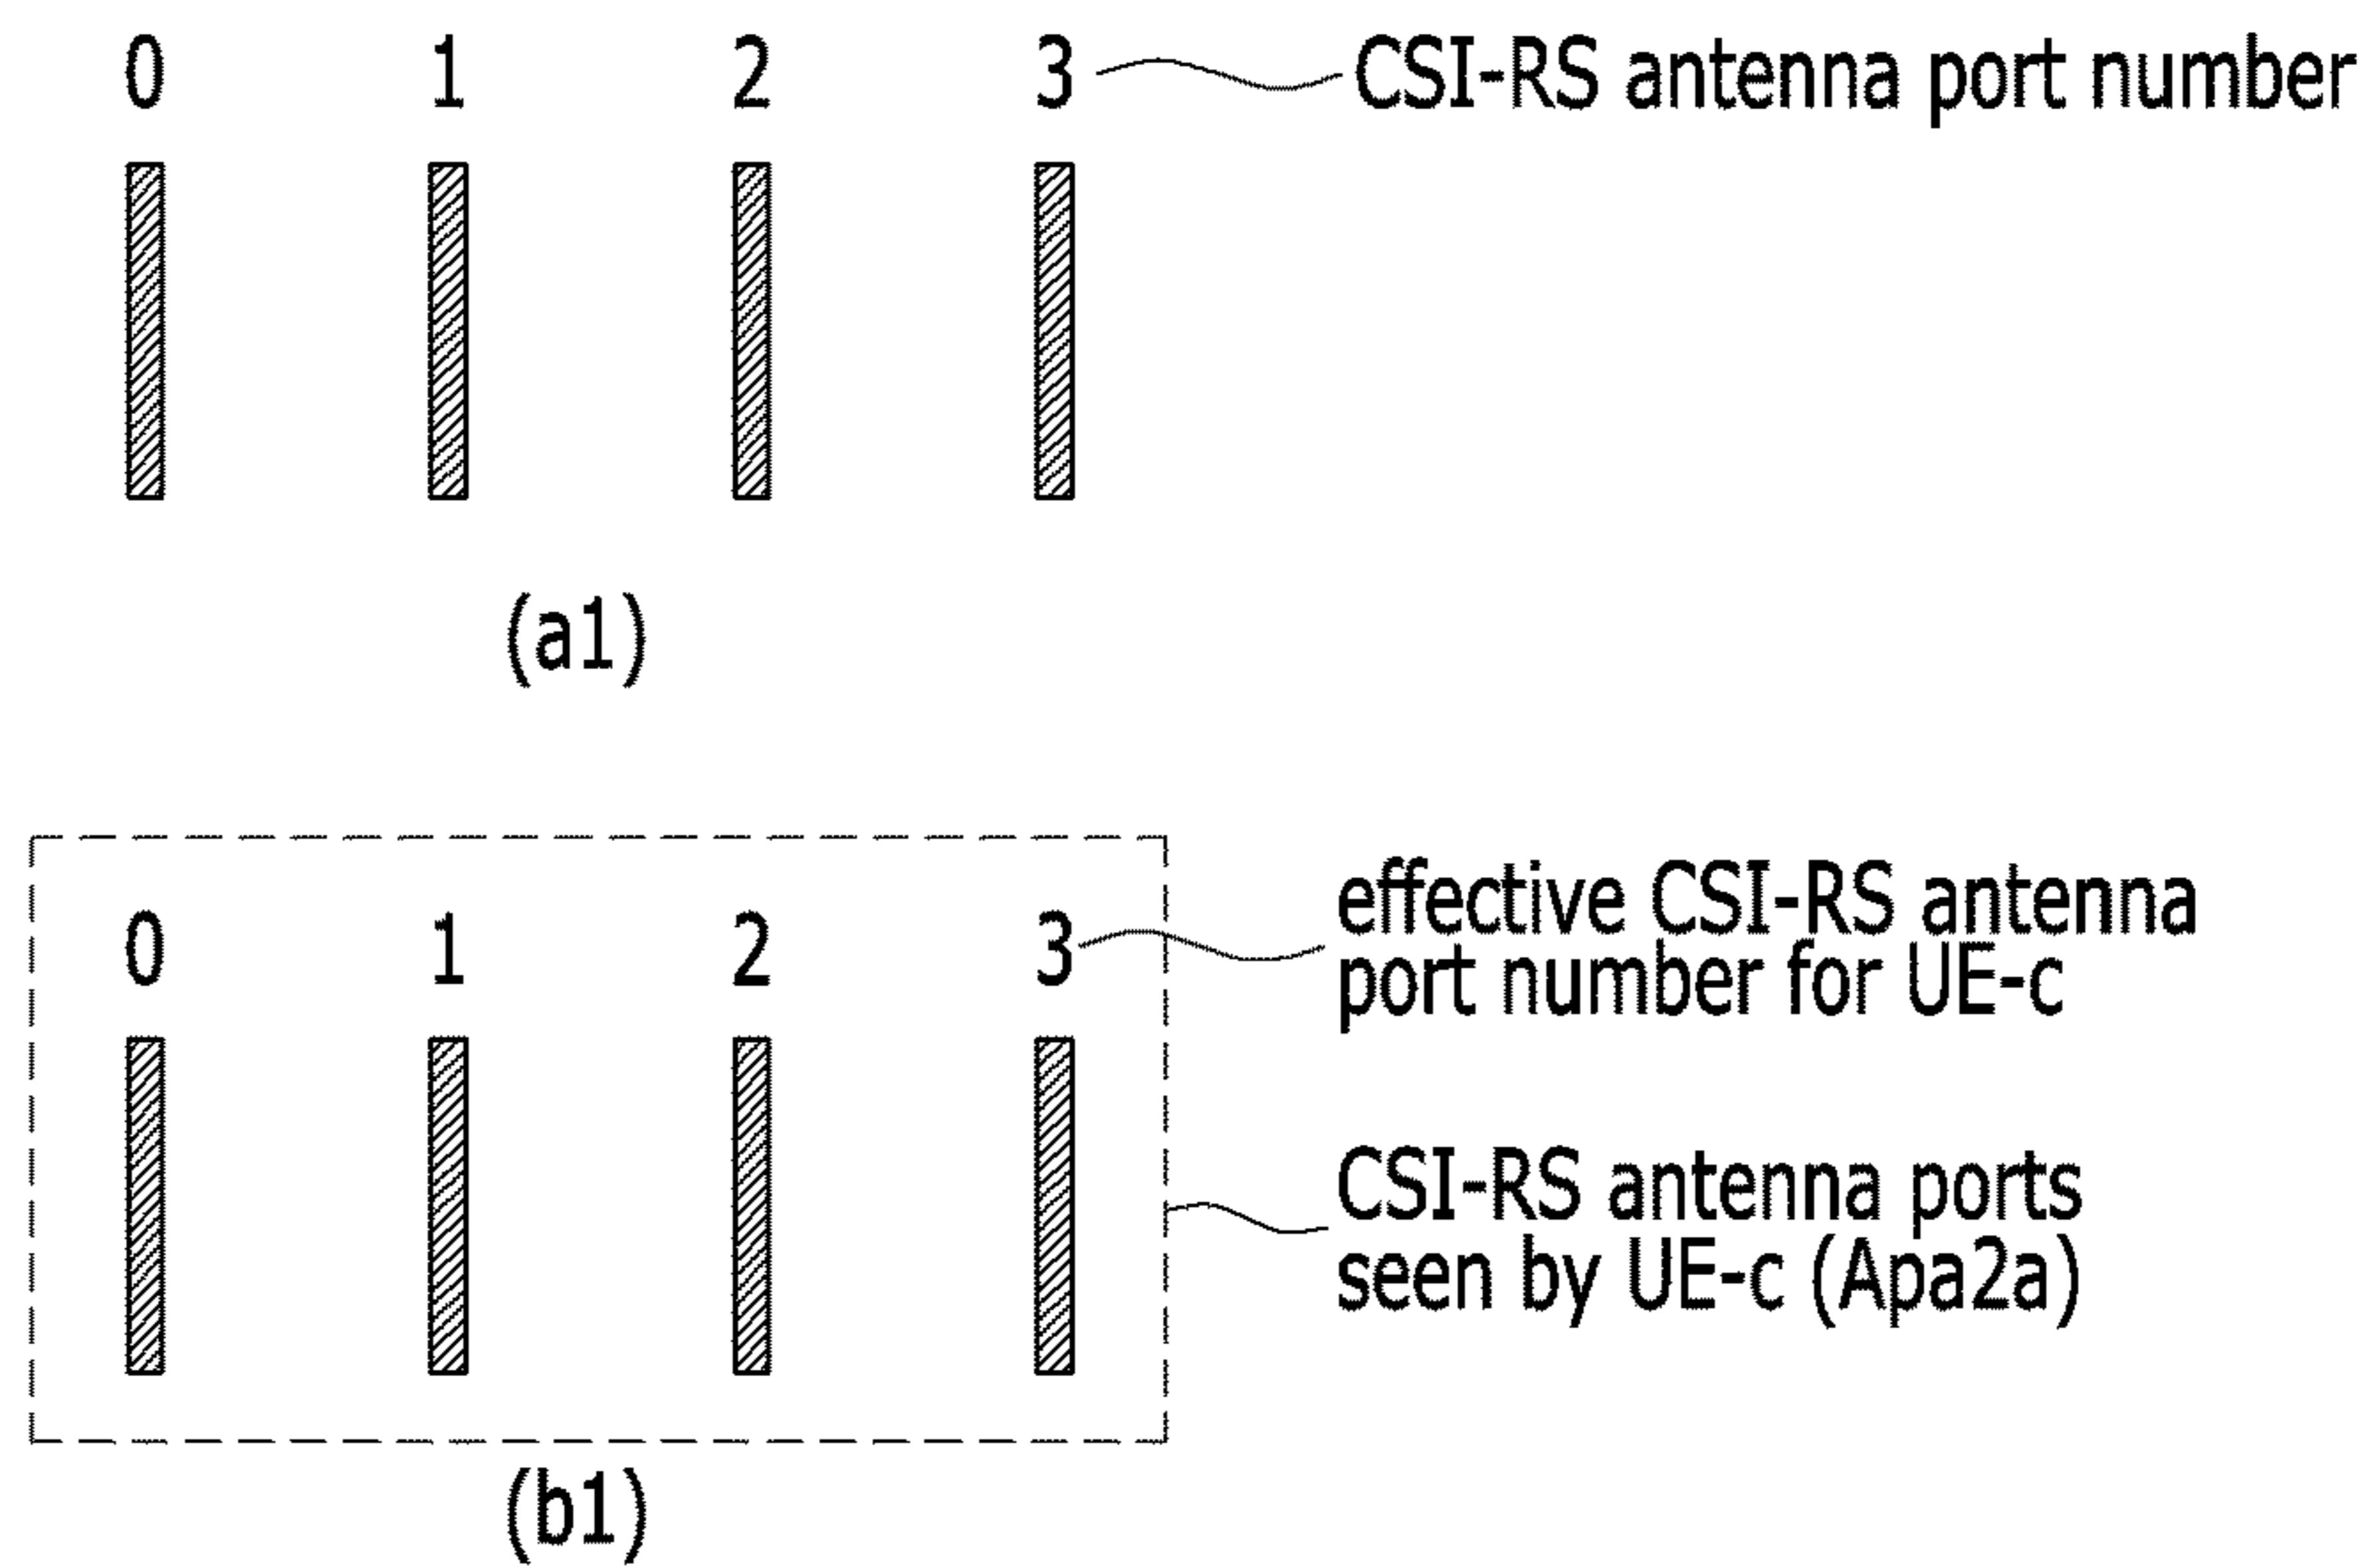 0 1 2 3 CSI-RS antenna port number
(a1)
0 1 2 3
effective CSI-RS antenna
port number for UE-c
CSI-RS antenna ports
seen by UE-c (Apa2a)
(b1)